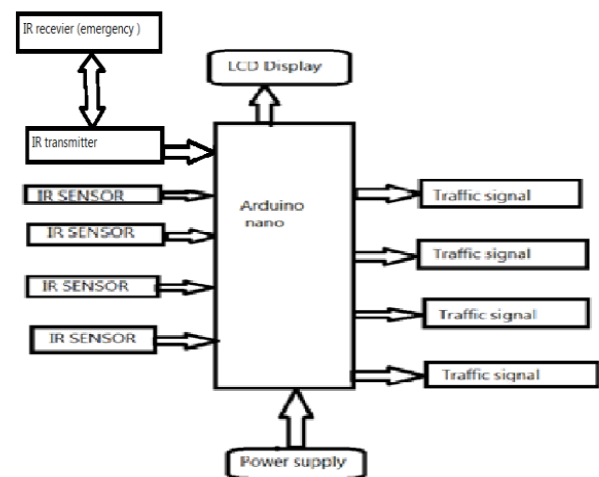 IR recevier (emergency )
LCD Display
IR transmitter
IR SENSOR
IR SENSOR
IR SENSOR
IR SENSOR
Arduino
nano
Traffic signal
Traffic signal
Traffic signal
Traffic signal
Power supply